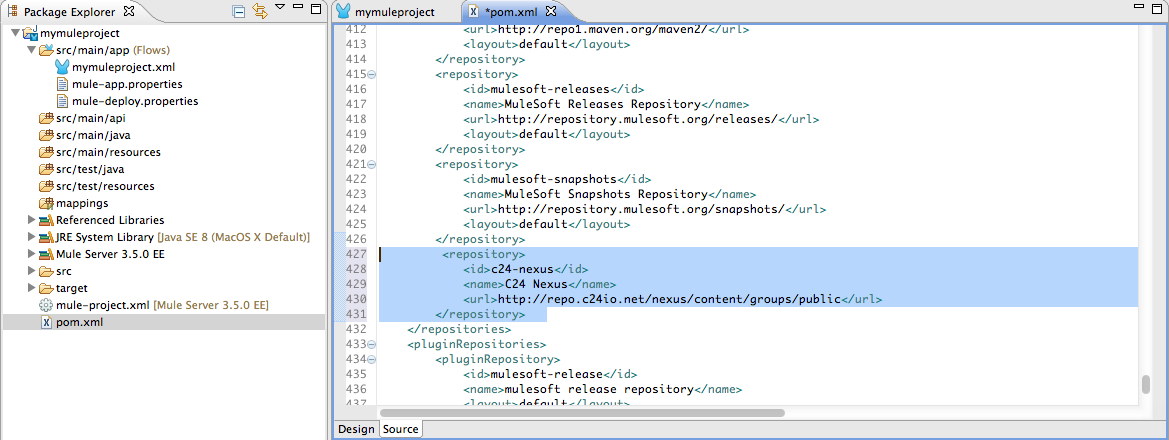 Package Explorer
mymuleproject
src/main/app (Flows)
mymuleproject.xml
mule-app.properties
mule-deploy.properties
src/main/api
src/main/java
src/main/resources
src/test/java
src/test/resources
mappings
Referenced Libraries
JRE System Library [Java SE 8 (MacOS X Default)]
Mule Server 3.5.0 EE
src
target
mule-project.xml [Mule Server 3.5.0 EE]
pom.xml
mymuleproject
*pom.xml
412 <url>http://repo1.maven.org/maven2/</url>
413 <layout>default</layout>
414 </repository>
415 <repository>
416 <id>mulesoft-releases</id>
417 <name>MuleSoft Releases Repository</name>
418 <url>http://repository.mulesoft.org/releases/</url>
419 <layout>default</layout>
420 </repository>
421 <repository>
422 <id>mulesoft-snapshots</id>
423 <name>MuleSoft Snapshots Repository</name>
424 <url>http://repository.mulesoft.org/snapshots/</url>
425 <layout>default</layout>
426 </repository>
427 <repository>
428 <id>c24-nexus</id>
429 <name>C24 Nexus</name>
430 <url>http://repo.c24io.net/nexus/content/groups/public</url>
431 </repository>
432 </repositories>
433 <pluginRepositories>
434 <pluginRepository>
435 <id>mulesoft-release</id>
436 <name>mulesoft release repository</name>
437 <layout>default</layout>
Design
Source